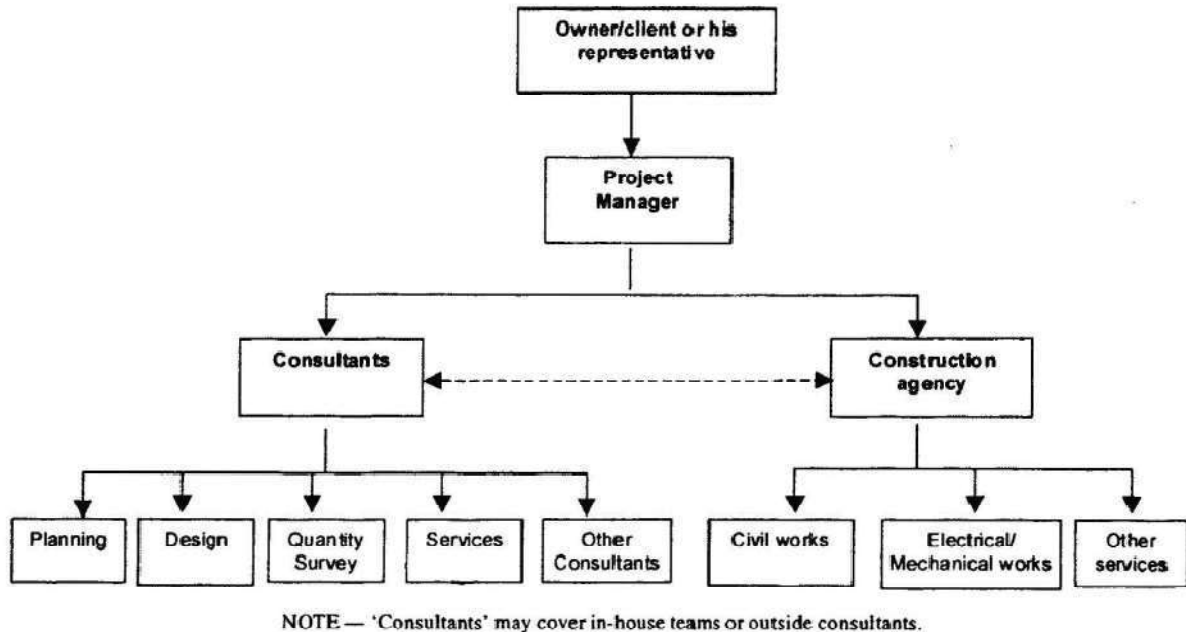 Owner/client or his
representative
Project
Manager
Consultants
Construction
agency
Planning
Design
Quantity
Survey
Services
Other
Consultants
Civil works
Electrical/
Mechanical works
Other
services
NOTE — ‘Consultants’ may cover in-house teams or outside consultants.